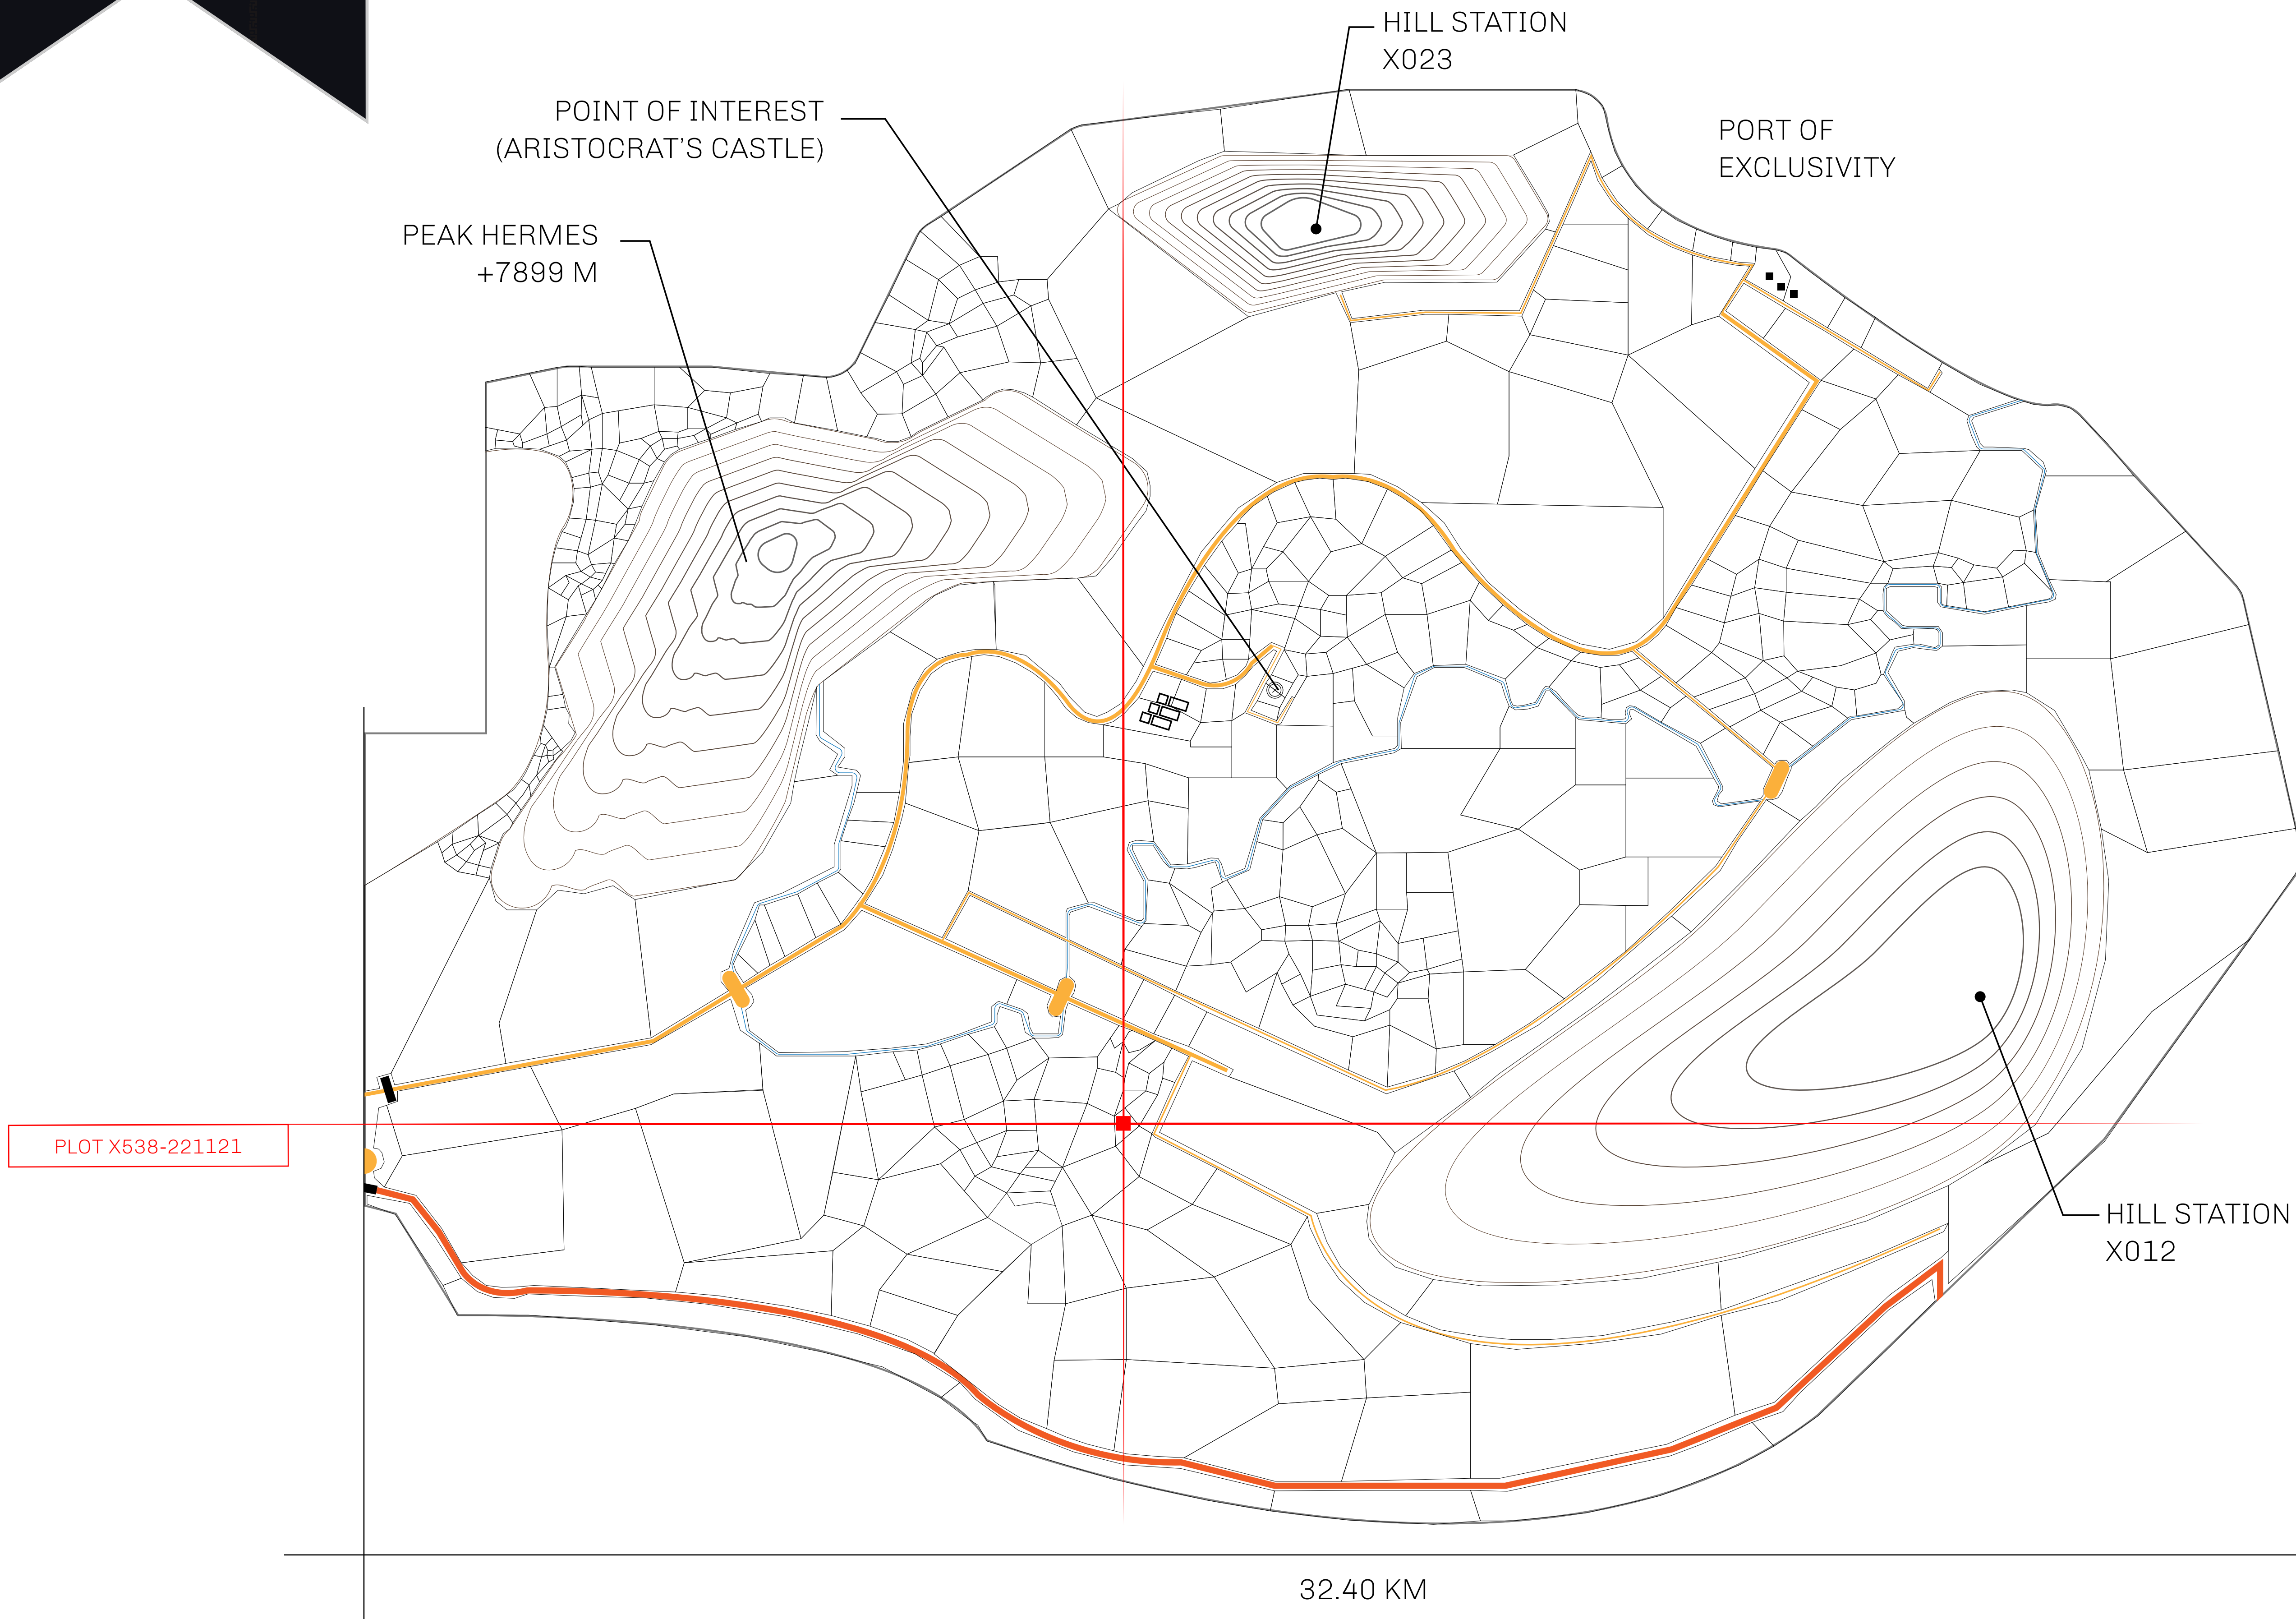 HILL STATION
X023
POINT OF INTEREST
(ARISTOCRAT'S CASTLE)
PORT OF
EXCLUSIVITY
PEAK HERMES
+7899 M
PLOT X538-221121
HILL STATION
X012
32.40 KM